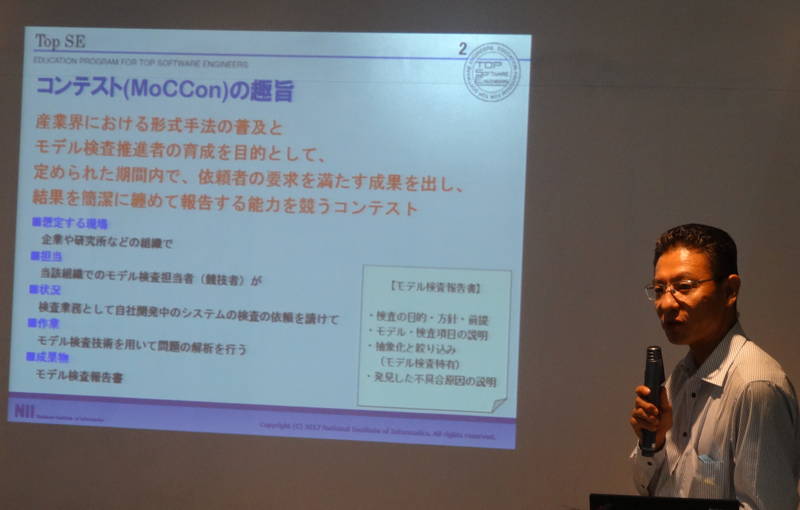 Top SE
2
EDUCATION PROGRAM FOR TOP SOFTWARE ENGINEERS
TOP
SOFTWARE
ENGINEERS
コンテスト(MoCCon)の趣旨
産業界における形式手法の普及と
モデル検査推進者の育成を目的として、
定められた期間内で、依頼者の要求を満たす成果を出し、
結果を簡潔に纏めて報告する能力を競うコンテスト
■想定する現場
企業や研究所などの組織で
■担当
当該組織でのモデル検査担当者（競技者）が
■状況
検査業務として自社開発中のシステムの検査の依頼を請けて
■作業
モデル検査技術を用いて問題の解析を行う
■成果物
モデル検査報告書
【モデル検査報告書】
・検査の目的・方針・前提
・モデル・検査項目の説明
・抽象化と絞り込み
（モデル検査特有）
・発見した不具合原因の説明
NII National Institute of Informatics
Copyright (C) 2017 National Institute of Informatics, All rights reserved.